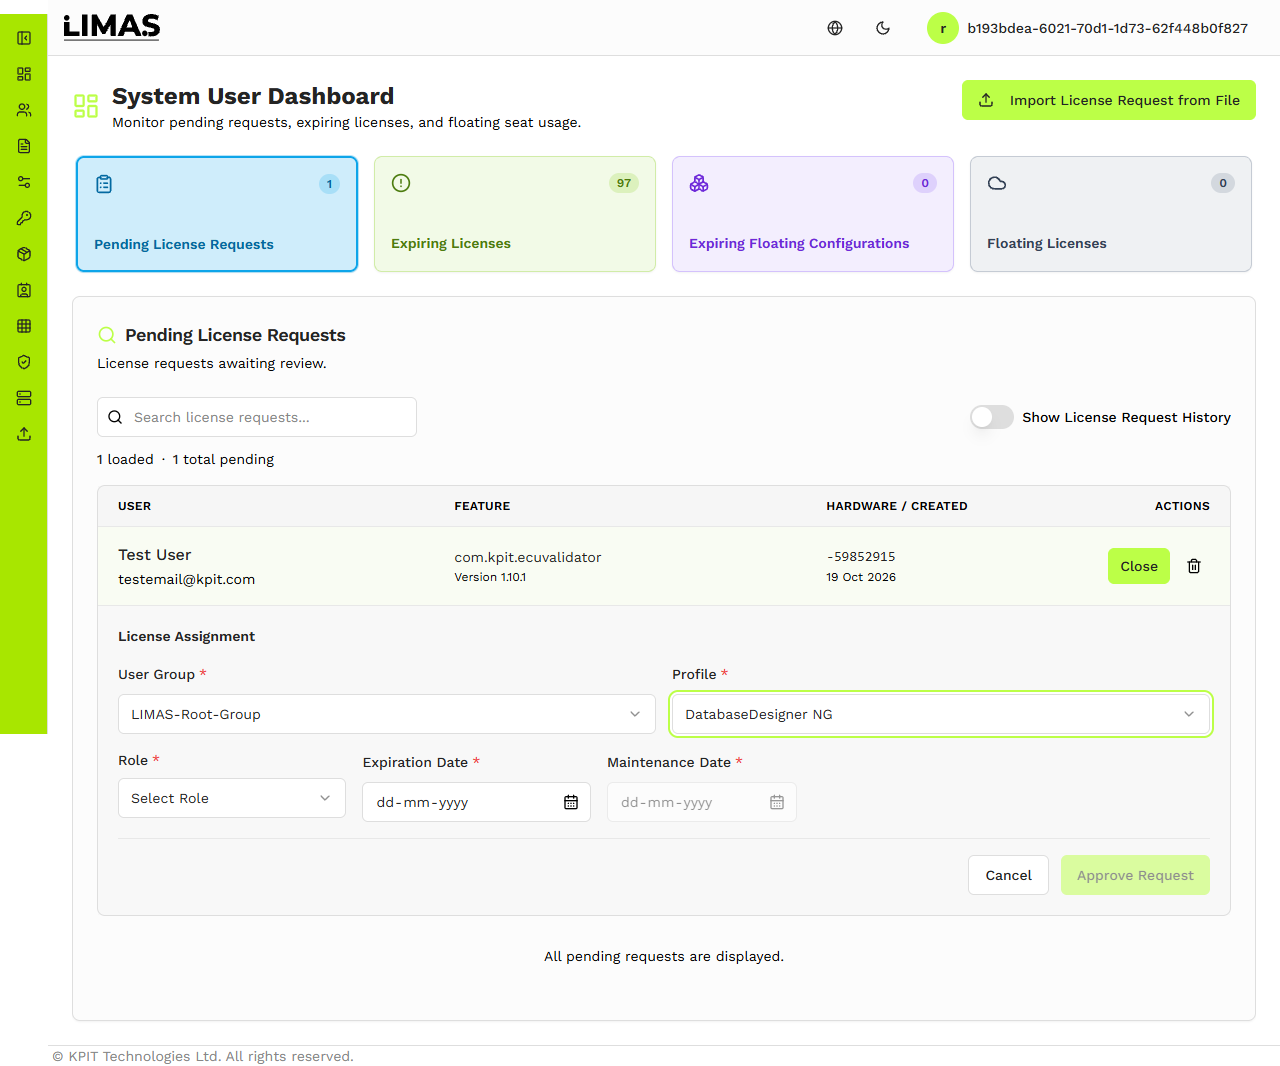 LIMAS
r
b193bdea-6021-70d1-1d73-62f448b0f827
System User Dashboard
Monitor pending requests, expiring licenses, and floating seat usage.
Import License Request from File
1
Pending License Requests
97
Expiring Licenses
0
Expiring Floating Configurations
0
Floating Licenses
Pending License Requests
License requests awaiting review.
Search license requests...
Show License Request History
1 loaded · 1 total pending
USER FEATURE HARDWARE / CREATED ACTIONS
Test User com.kpit.ecuvalidator -59852915
testemail@kpit.com Version 1.10.1 19 Oct 2026
Close
License Assignment
User Group * Profile *
LIMAS-Root-Group DatabaseDesigner NG
Role * Expiration Date * Maintenance Date *
Select Role dd-mm-yyyy dd-mm-yyyy
Cancel Approve Request
All pending requests are displayed.
© KPIT Technologies Ltd. All rights reserved.